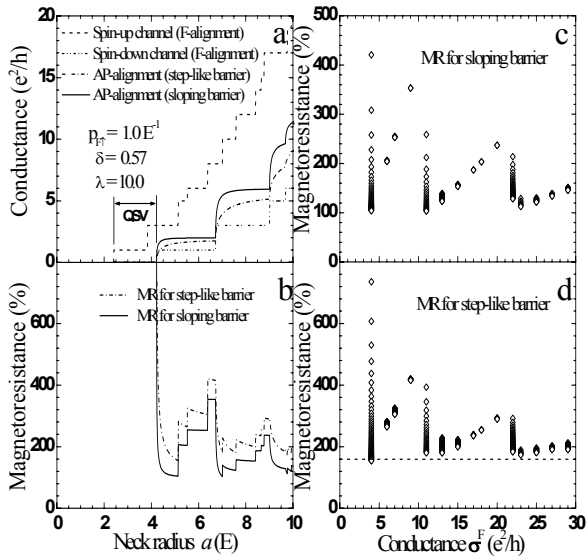 a
Spin-up channel (F-alignment)
Spin-down channel (F-alignment)
AP-alignment (step-like barrier)
AP-alignment (sloping barrier)
p_F↑ = 1.0 E^-1
δ = 0.57
λ = 10.0
QSV
Conductance (e²/h)
20
15
10
5
0
b
MR for step-like barrier
MR for sloping barrier
Magnetoresistance (%)
600
400
200
0
0 2 4 6 8 10
Neck radius a (E)
c
MR for sloping barrier
Magnetoresistance (%)
500
400
300
200
100
d
MR for step-like barrier
Magnetoresistance (%)
600
400
200
0
0 5 10 15 20 25 30
Conductance σ^F (e²/h)